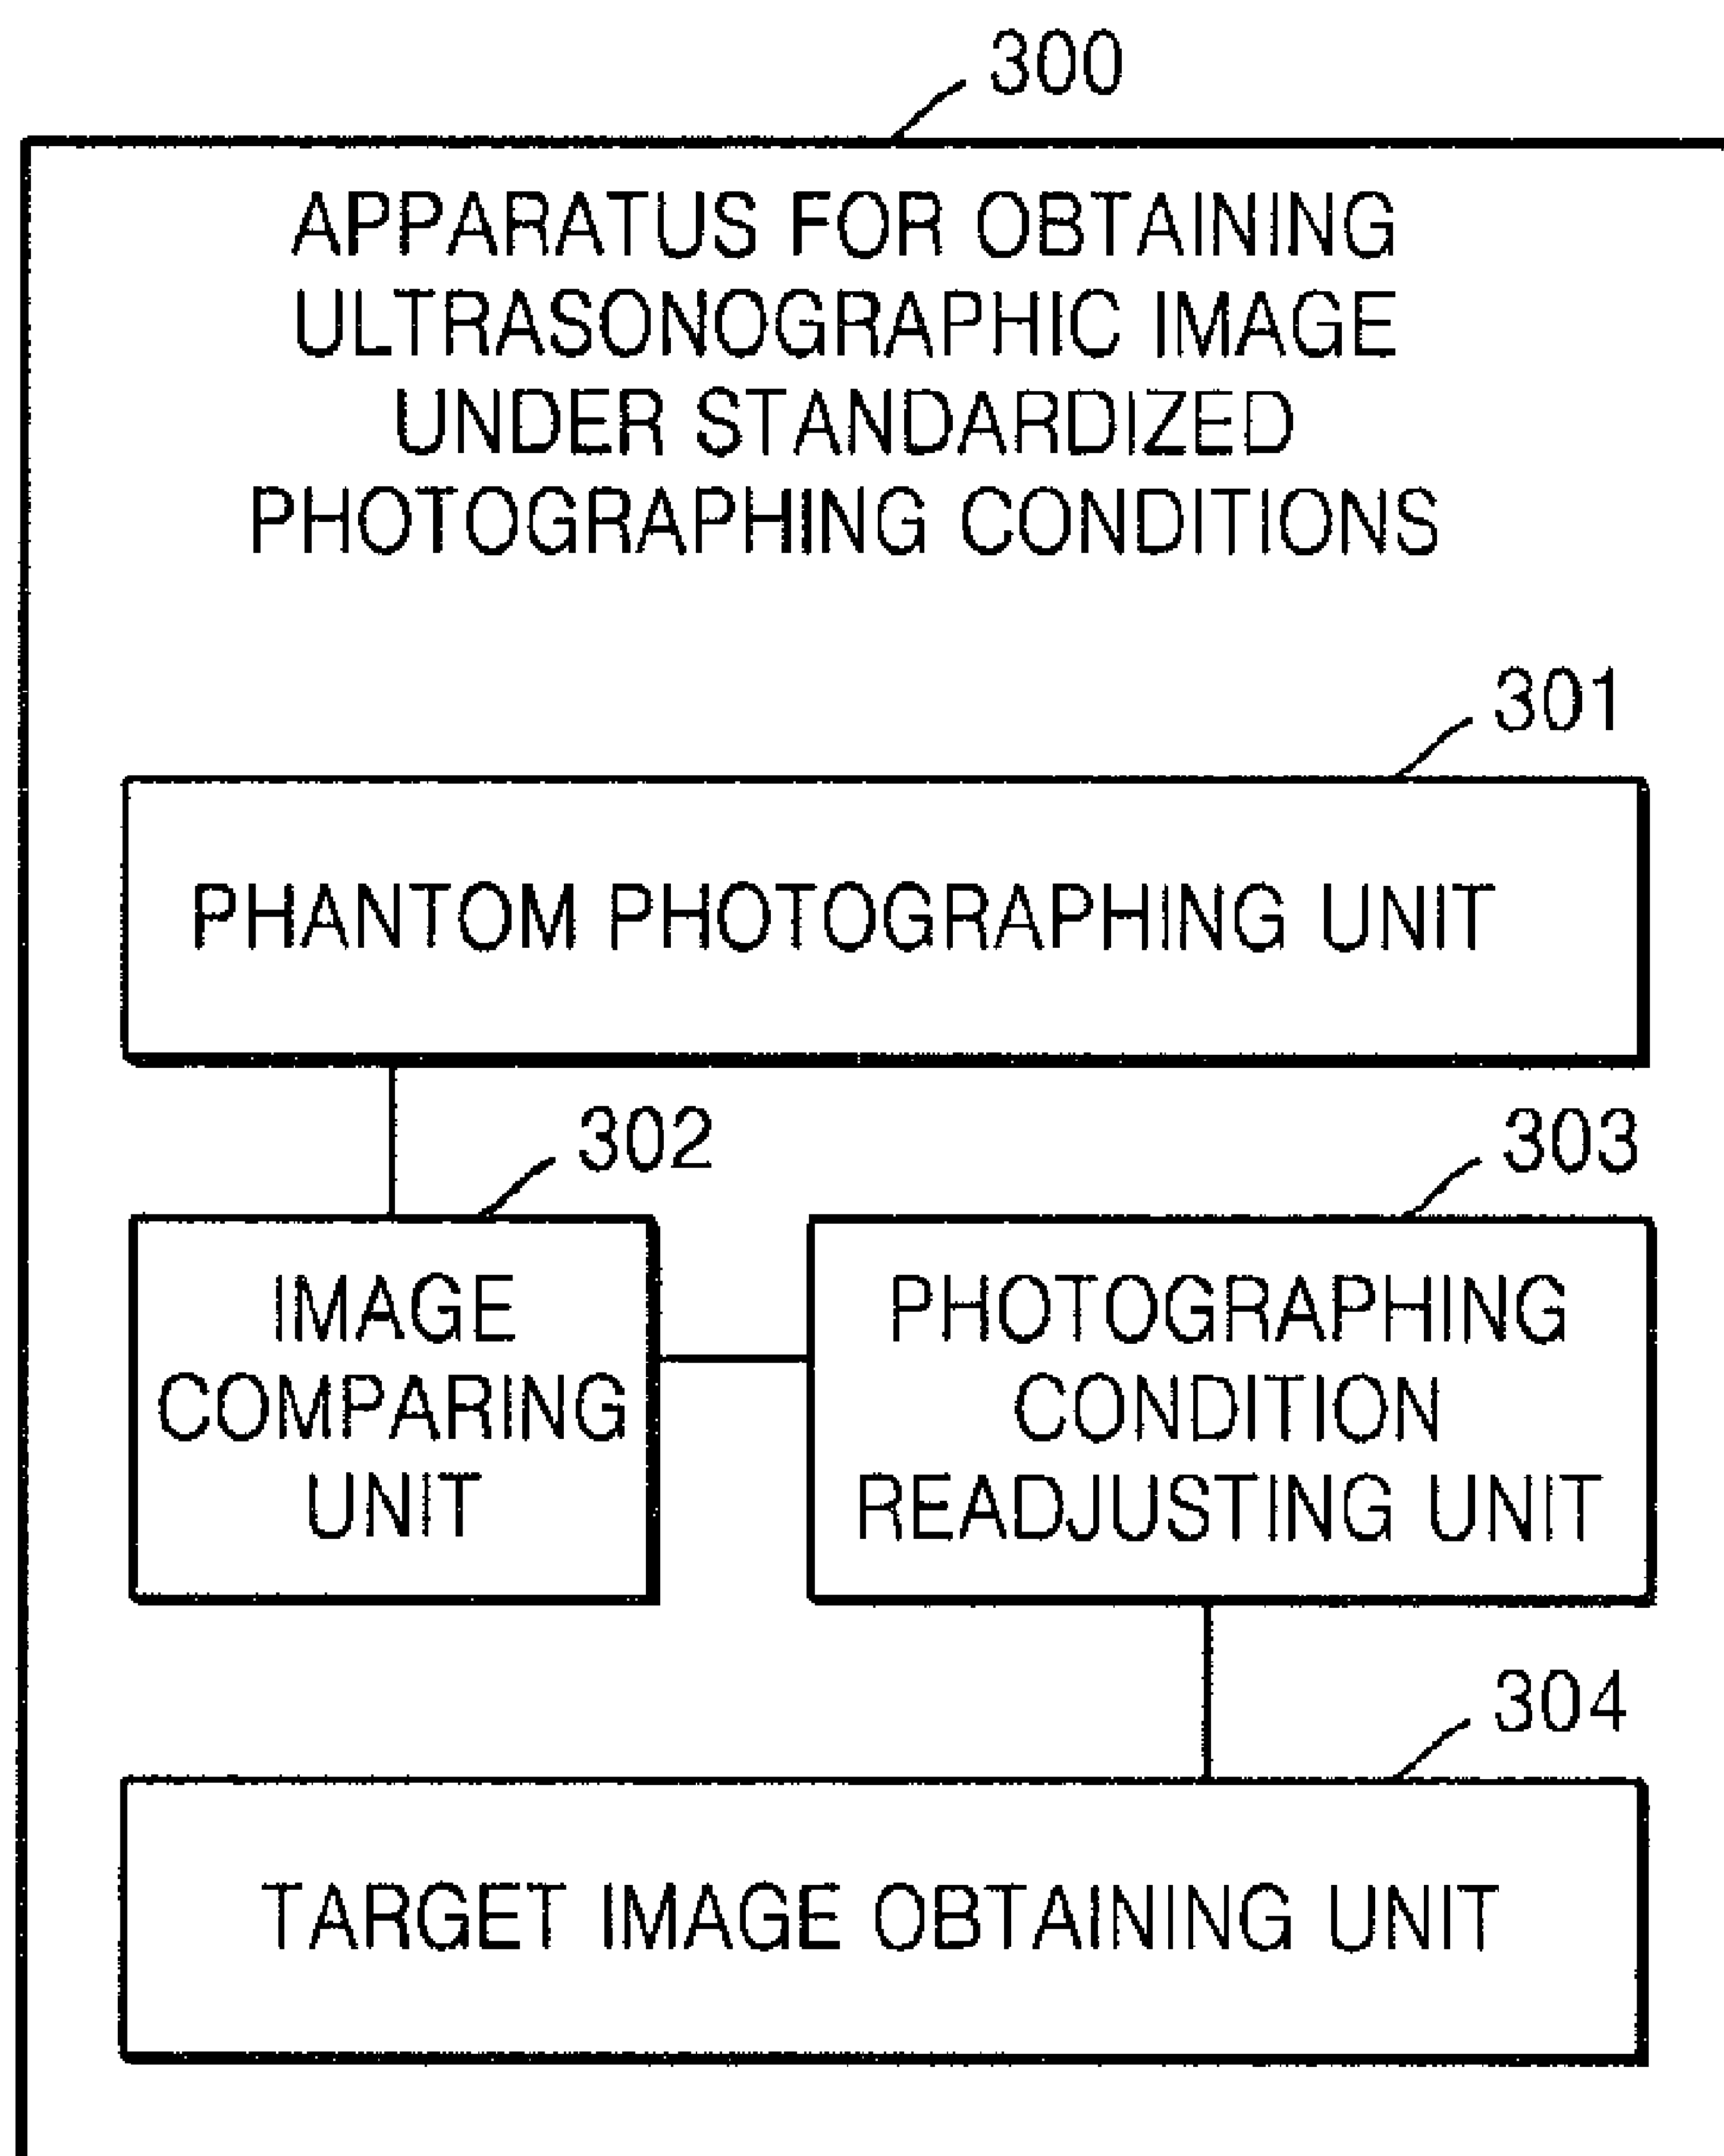 300
APPARATUS FOR OBTAINING
ULTRASONOGRAPHIC IMAGE
UNDER STANDARDIZED
PHOTOGRAPHING CONDITIONS
301
PHANTOM PHOTOGRAPHING UNIT
302
303
IMAGE
COMPARING
UNIT
PHOTOGRAPHING
CONDITION
READJUSTING UNIT
304
TARGET IMAGE OBTAINING UNIT